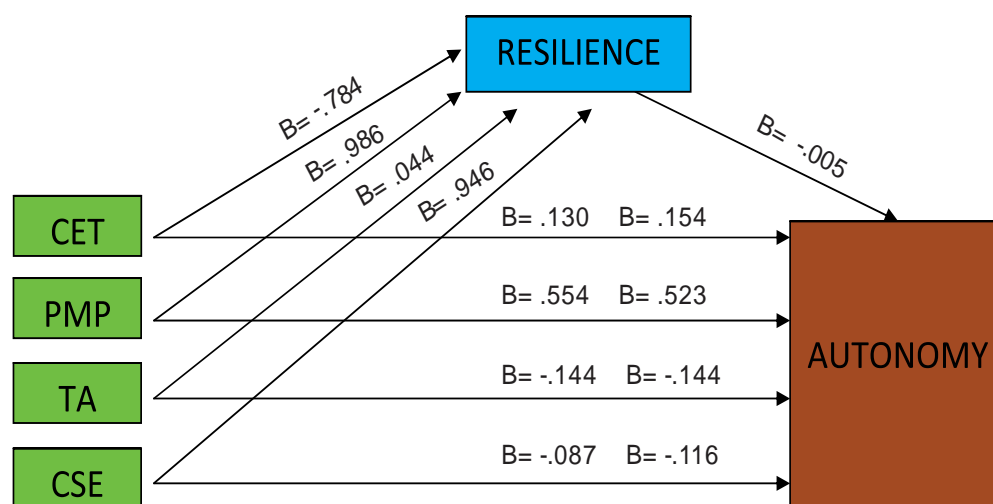 RESILIENCE
B= -.784
B= .986
B= .044
B= .946
B= -.005
CET
B= .130 B= .154
PMP
B= .554 B= .523
AUTONOMY
TA
B= -.144 B= -.144
CSE
B= -.087 B= -.116